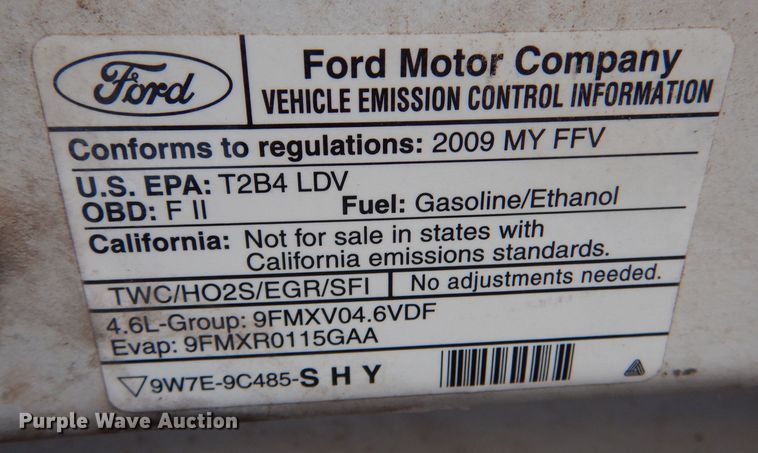 Ford
Ford Motor Company
VEHICLE EMISSION CONTROL INFORMATION
Conforms to regulations: 2009 MY FFV
U.S. EPA: T2B4 LDV
OBD: F II Fuel: Gasoline/Ethanol
California: Not for sale in states with
California emissions standards.
TWC/HO2S/EGR/SFI No adjustments needed.
4.6L-Group: 9FMXV04.6VDF
Evap: 9FMXR0115GAA
9W7E-9C485-S H Y
Purple Wave Auction